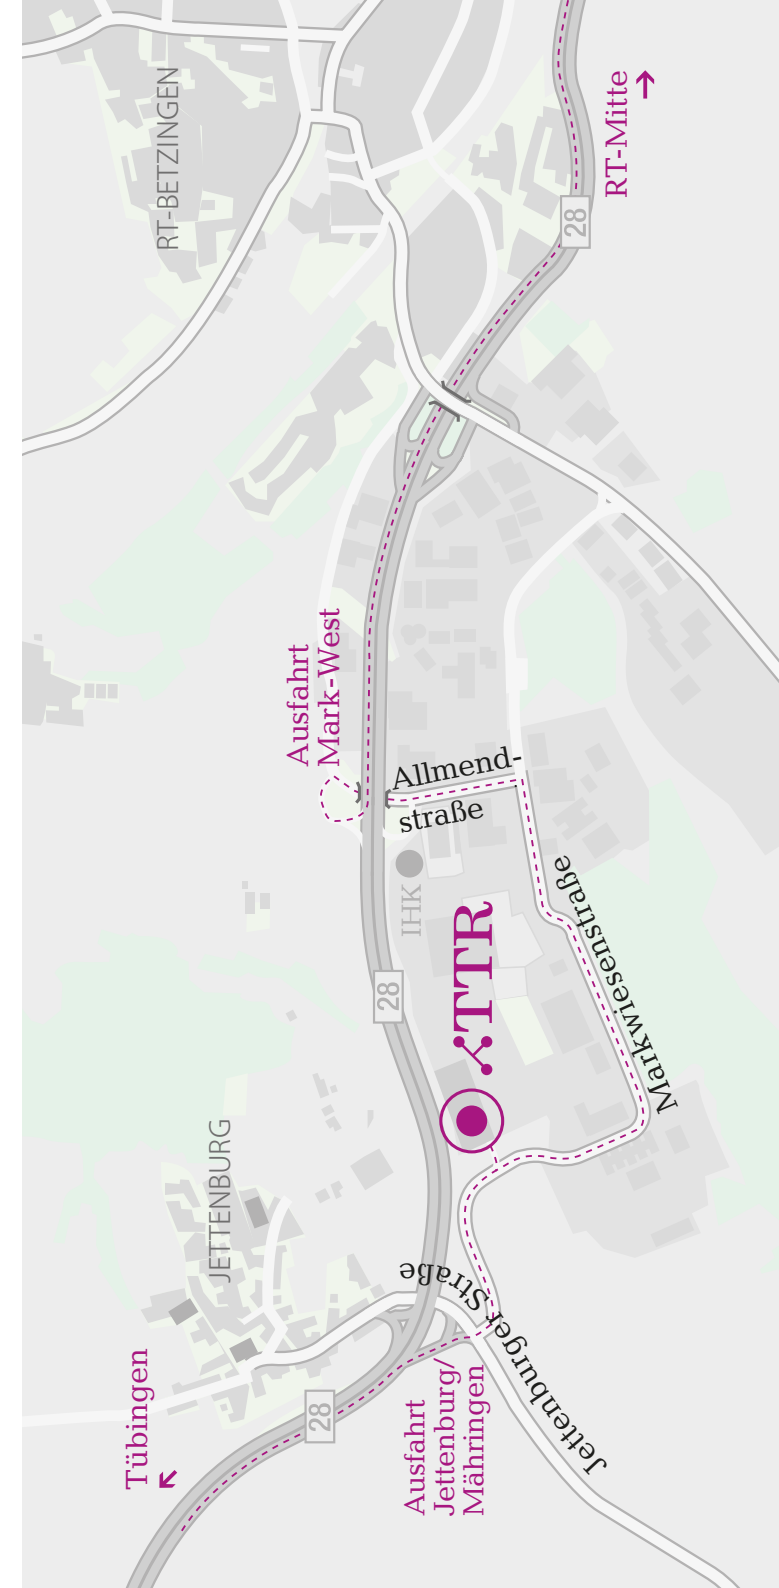 RT-BETZINGEN
RT-Mitte
28
Ausfahrt
Mark-West
Allmend-
straße
IHK
TTR
Markwiesenstraße
28
JETTENBURG
Jettenburger Straße
Tübingen
28
Ausfahrt
Jettenburg/
Mähringen